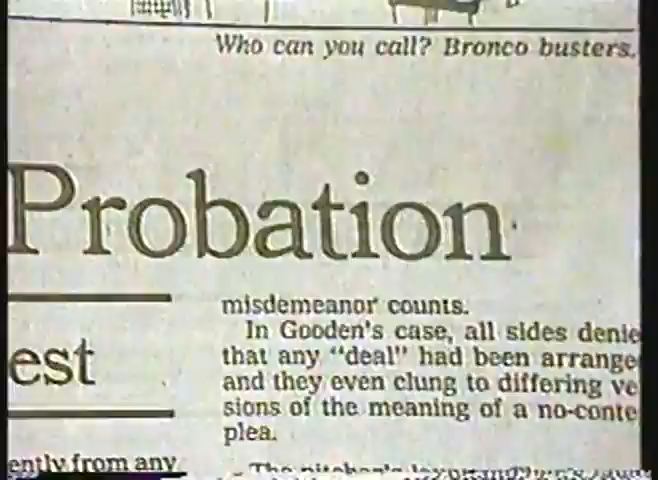 Who can you call? Bronco busters.
Probation
est
ently from any
misdemeanor counts.
In Gooden's case, all sides denie
that any "deal" had been arrange
and they even clung to differing ve
sions of the meaning of a no-conte
plea.
The pitcher's